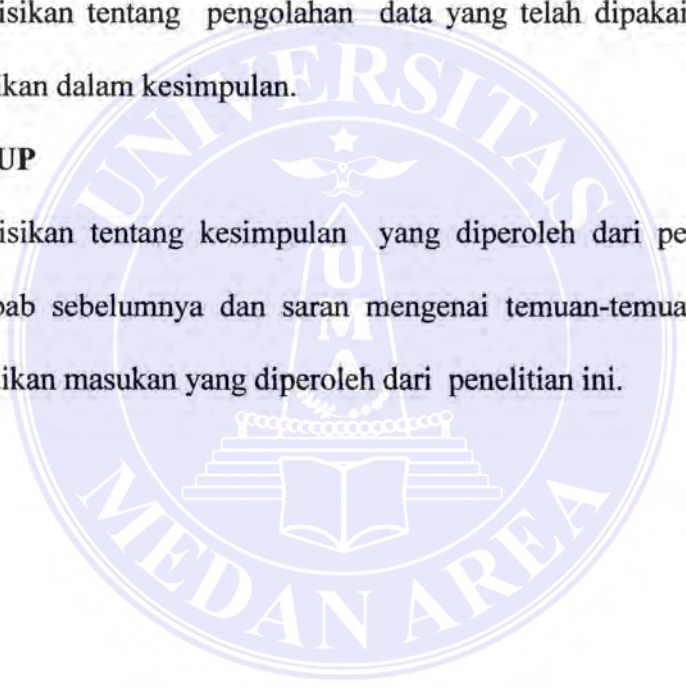 isikan tentang pengolahan data yang telah dipakai
ikan dalam kesimpulan.
UP
isikan tentang kesimpulan yang diperoleh dari pe
bab sebelumnya dan saran mengenai temuan-temua
ikan masukan yang diperoleh dari penelitian ini.
UNIVERSITAS
UMA
MEDAN AREA